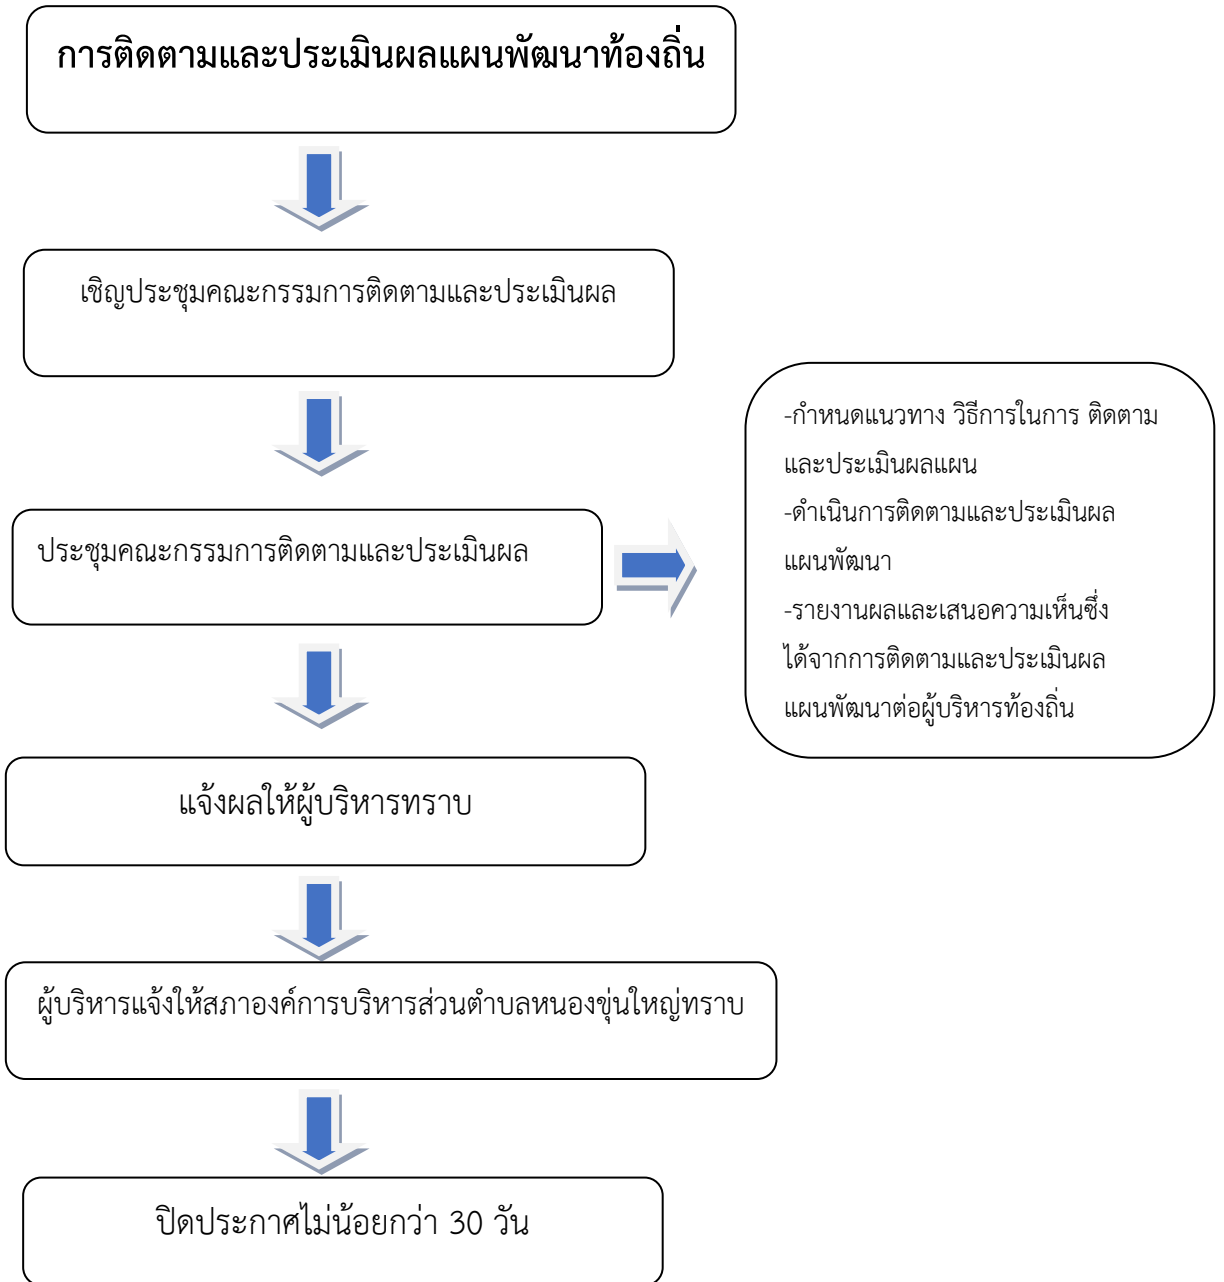 การติดตามและประเมินผลแผนพัฒนาท้องถิ่น
เชิญประชุมคณะกรรมการติดตามและประเมินผล
ประชุมคณะกรรมการติดตามและประเมินผล
-กำหนดแนวทาง วิธีการในการ ติดตาม
และประเมินผลแผน
-ดำเนินการติดตามและประเมินผล
แผนพัฒนา
-รายงานผลและเสนอความเห็นซึ่ง
ได้จากการติดตามและประเมินผล
แผนพัฒนาต่อผู้บริหารท้องถิ่น
แจ้งผลให้ผู้บริหารทราบ
ผู้บริหารแจ้งให้สภาองค์การบริหารส่วนตำบลหนองขุ่นใหญ่ทราบ
ปิดประกาศไม่น้อยกว่า 30 วัน